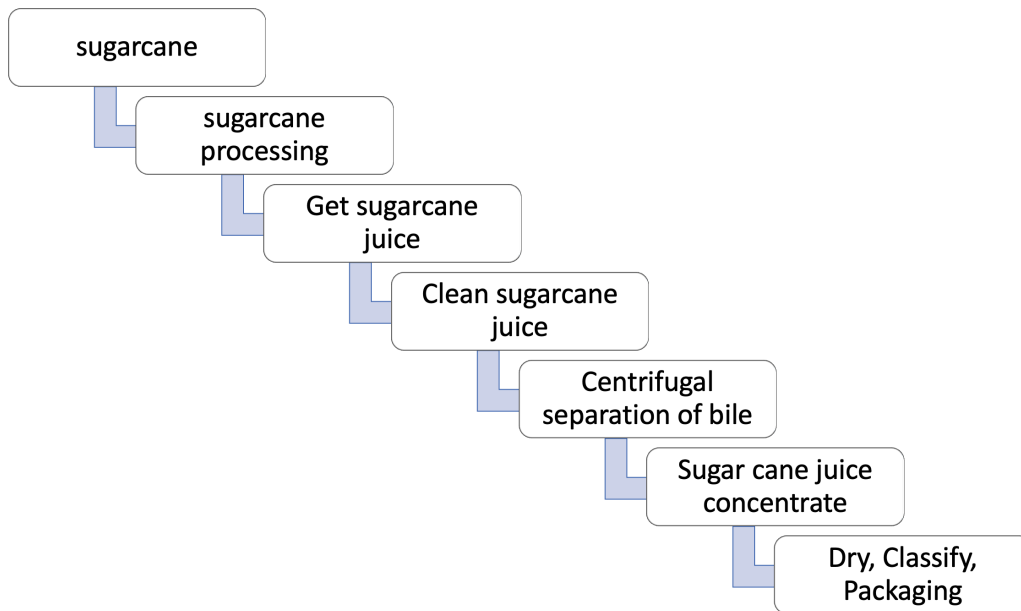 sugarcane
sugarcane
processing
Get sugarcane
juice
Clean sugarcane
juice
Centrifugal
separation of bile
Sugar cane juice
concentrate
Dry, Classify,
Packaging